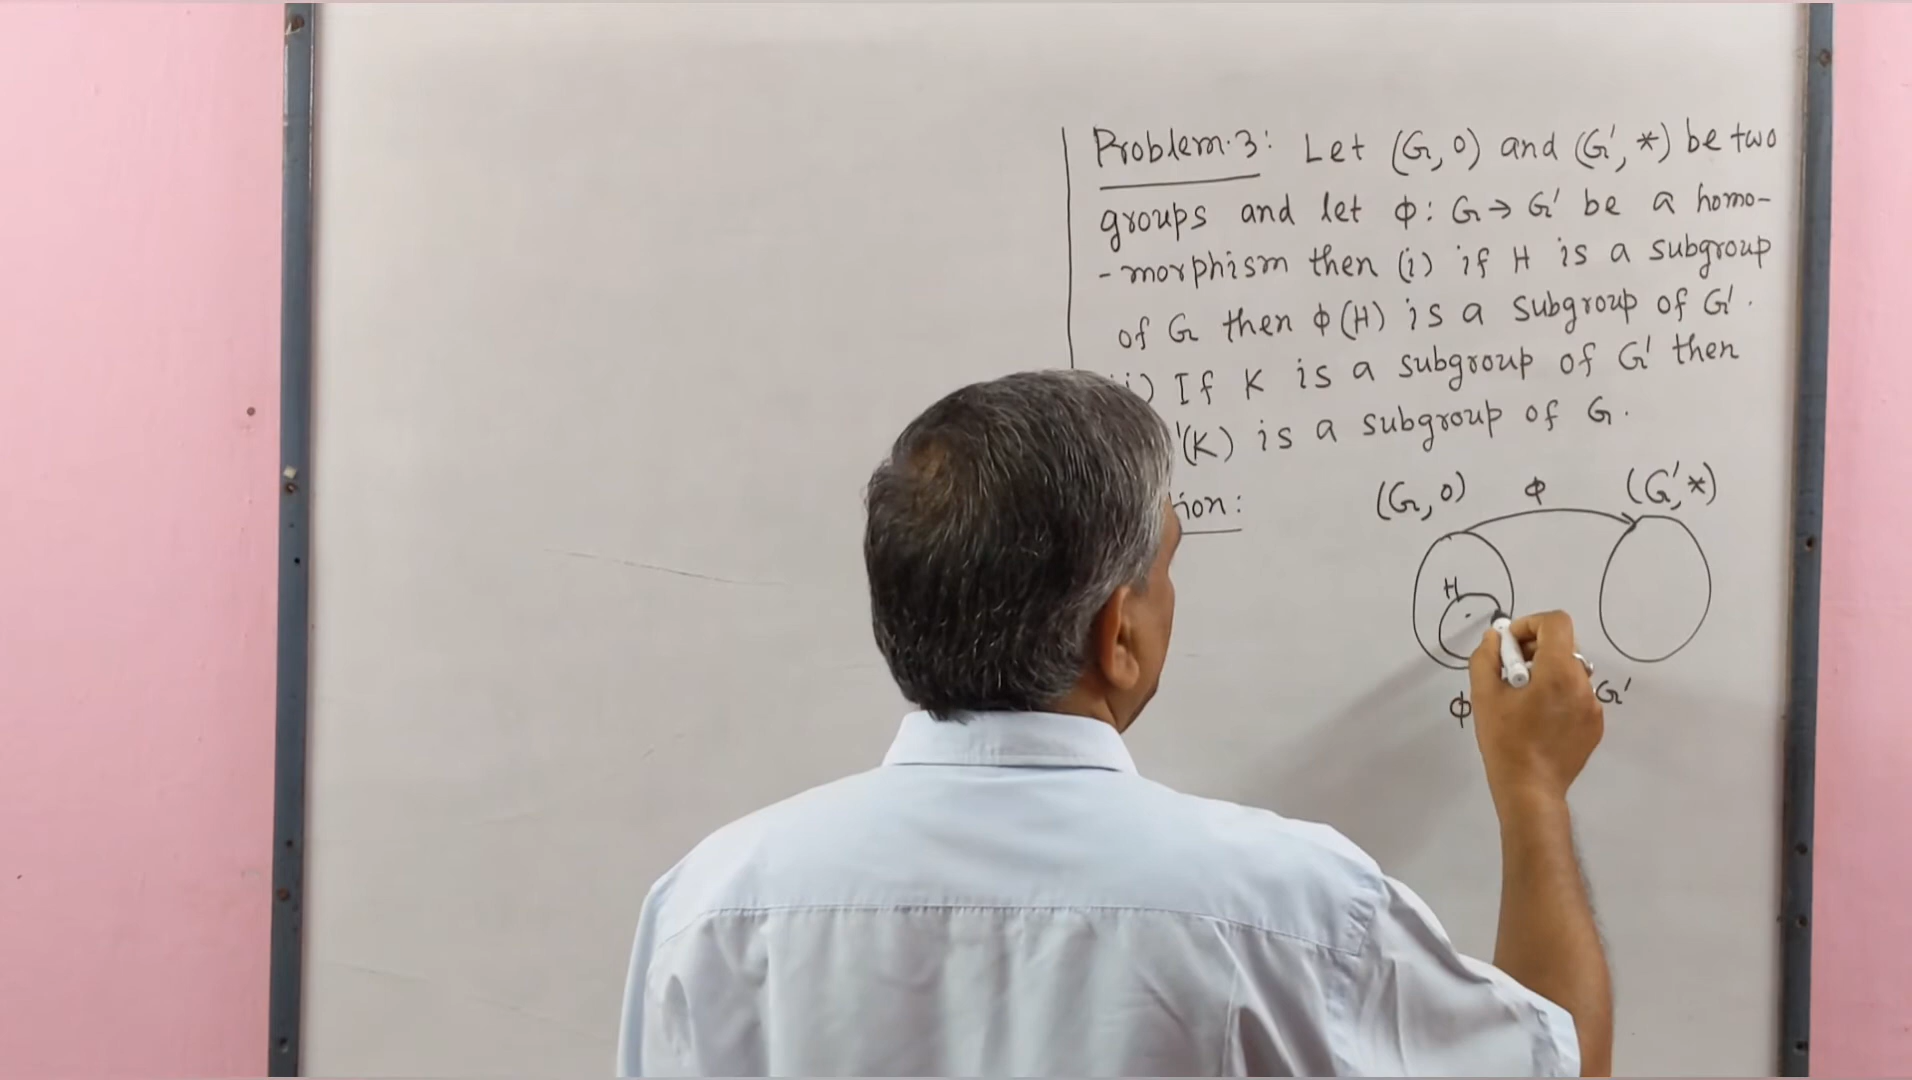 Problem.3: Let (G, o) and (G', *) be two
groups and let ϕ: G → G' be a homo-
-morphism then (i) if H is a subgroup
of G then ϕ(H) is a subgroup of G'.
If K is a subgroup of G' then
(K) is a subgroup of G.
(G, o) ϕ (G', *)
H
ϕ G'